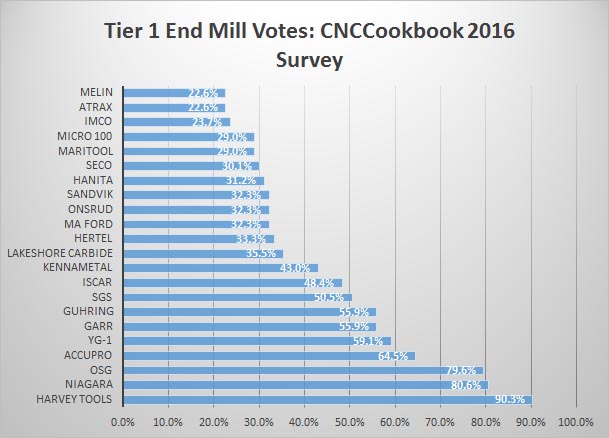 Tier 1 End Mill Votes: CNCCookbook 2016
Survey
MELIN 22.6%
ATRAX 22.6%
IMCO 23.7%
MICRO 100 29.0%
MARITOOL 29.0%
SECO 30.1%
HANITA 31.2%
SANDVIK 32.3%
ONSRUD 32.3%
MA FORD 32.3%
HERTEL 33.3%
LAKESHORE CARBIDE 35.5%
KENNAMETAL 43.0%
ISCAR 48.4%
SGS 50.5%
GUHRING 55.9%
GARR 55.9%
YG-1 59.1%
ACCUPRO 64.5%
OSG 79.6%
NIAGARA 80.6%
HARVEY TOOLS 90.3%
0.0% 10.0% 20.0% 30.0% 40.0% 50.0% 60.0% 70.0% 80.0% 90.0% 100.0%